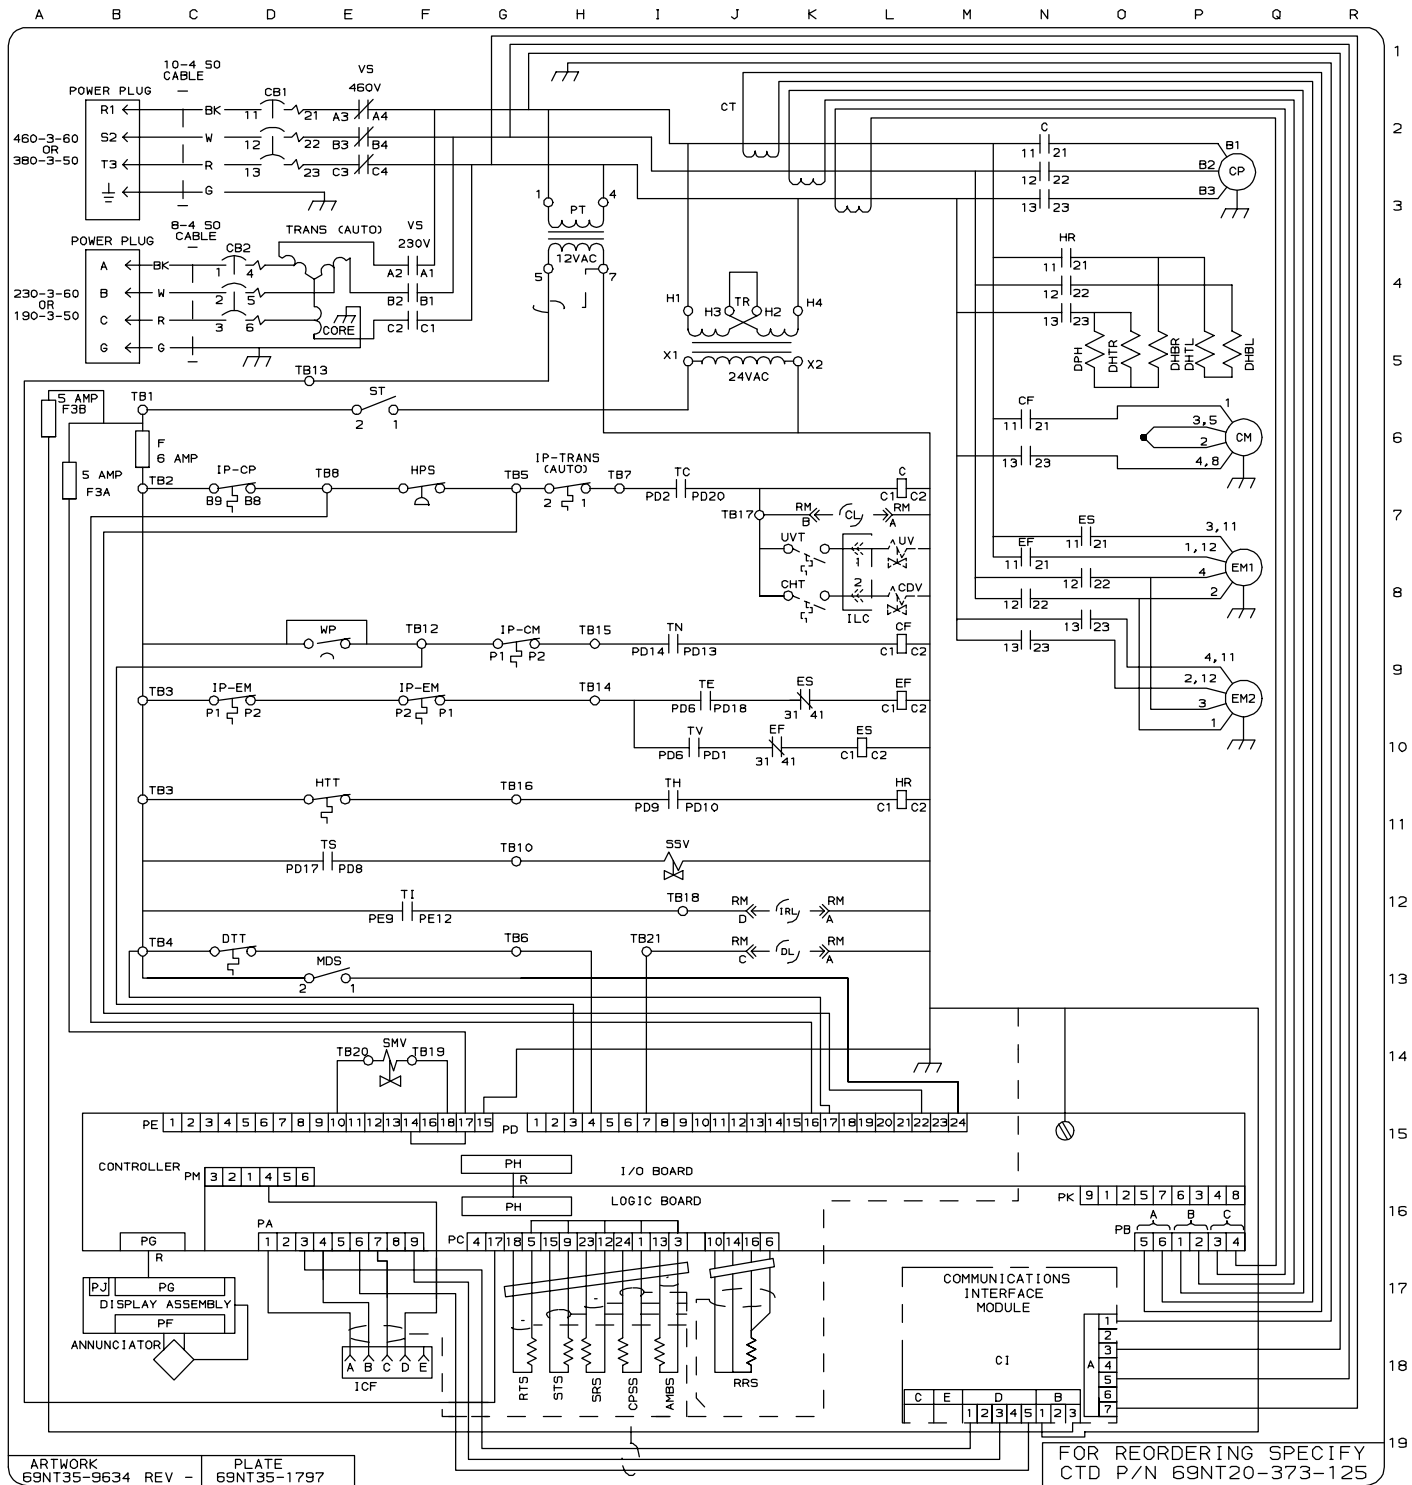 A B C D E F G H I J K L M N O P Q R
1
10-4 SO
CABLE
VS
460V
POWER PLUG
CB1
R1 BK 11 21 A3 A4
CT
460-3-60
OR
380-3-50
S2 W 12 22 B3 B4
T3 R 13 23 C3 C4
G
2
C
11 21
12 22
13 23
B1
B2
B3
CP
3
1 4
PT
12VAC
5 7
8-4 SO
CABLE
TRANS (AUTO)
VS
230V
POWER PLUG
CB2
A BK 1 4 A2 A1
230-3-60
OR
190-3-50
B W 2 5 B2 B1
C R 3 6 CORE C2 C1
G G
HR
11 21
12 22
13 23
4
H1 H3 TR H2 H4
X1 X2
24VAC
DPH DHTR DHBR DHTL DHBL
5
TB13
5 AMP
F3B
TB1
ST
2 1
CF
11 21
13 23
1
3,5
2
4,8
CM
6
F
6 AMP
5 AMP
F3A
TB2
IP-CP
B9 B8
TB8
HPS
TB5
IP-TRANS
(AUTO)
2 1
TB7
TC
PD2 PD20
C
C1 C2
7
TB17
RM
B
CL
RM
A
UVT
1
UV
CHT
2
CDV
ILC
ES
11 21
EF
11 21
12 22
12 22
13 23
13 23
3,11
1,12
4
2
EM1
8
WP
TB12
IP-CM
P1 P2
TB15
TN
PD14 PD13
CF
C1 C2
9
4,11
2,12
3
1
EM2
TB3
IP-EM
P1 P2
IP-EM
P2 P1
TB14
TE
PD6 PD18
ES
31 41
EF
C1 C2
TV
PD6 PD1
EF
31 41
ES
C1 C2
10
TB3
HTT
TB16
TH
PD9 PD10
HR
C1 C2
11
TS
PD17 PD8
TB10
SSV
TI
PE9 PE12
TB18
RM
D
IRL
RM
A
12
TB4
DTT
TB6
TB21
RM
C
DL
RM
A
MDS
2 1
13
TB20
SMV
TB19
14
PE 1 2 3 4 5 6 7 8 9 10 11 12 13 14 16 18 17 15
PD 1 2 3 4 5 6 7 8 9 10 11 12 13 14 15 16 17 18 19 20 21 22 23 24
15
CONTROLLER
PM 3 2 1 4 5 6
PH
R
PH
I/O BOARD
LOGIC BOARD
PK 9 1 2 5 7 6 3 4 8
16
A B C
PB 5 6 1 2 3 4
PG
R
PA
1 2 3 4 5 6 7 8 9
PC 4 17 18 5 15 9 23 12 24 1 13 3
10 14 16 6
PJ
PG
DISPLAY ASSEMBLY
PF
ANNUNCIATOR
COMMUNICATIONS
INTERFACE
MODULE
CI
17
A B C D E
ICF
RTS STS SRS CPSS AMBS RRS
A
1
2
3
4
5
6
7
18
C E D B
1 2 3 4 5 1 2 3
19
ARTWORK
69NT35-9634 REV -
PLATE
69NT35-1797
FOR REORDERING SPECIFY
CTD P/N 69NT20-373-125